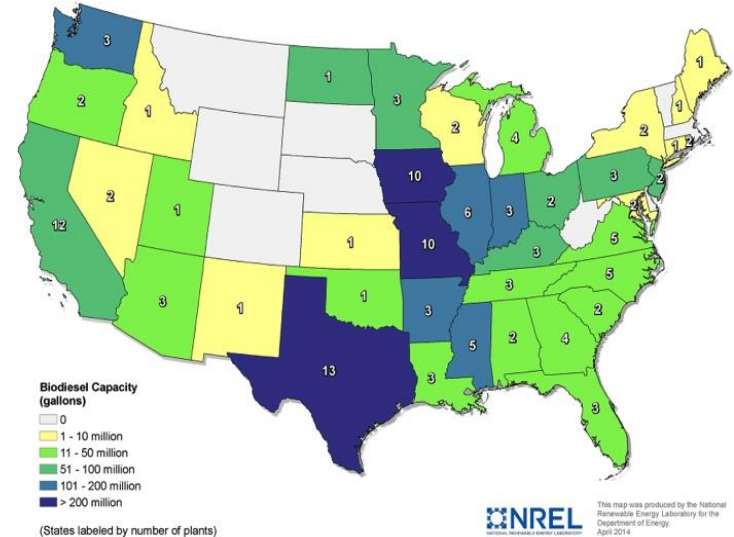 3
2
1
1
3
2
4
1
2
1
2
12
2
1
10
6
3
2
3
2
2
1
10
3
5
3
1
1
3
5
3
2
13
3
5
2
4
3
Biodiesel Capacity
(gallons)
0
1 - 10 million
11 - 50 million
51 - 100 million
101 - 200 million
> 200 million
(States labeled by number of plants)
NREL
NATIONAL RENEWABLE ENERGY LABORATORY
This map was produced by the National
Renewable Energy Laboratory for the
Department of Energy.
April 2014